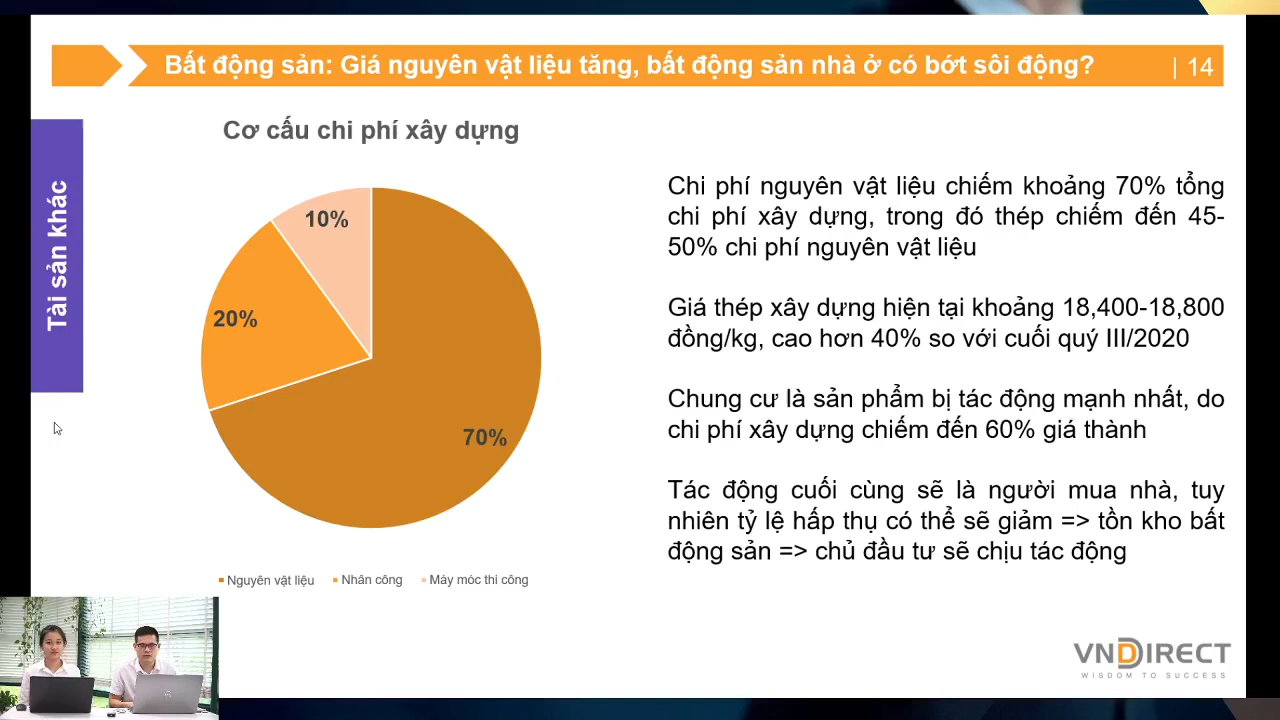 Bất động sản: Giá nguyên vật liệu tăng, bất động sản nhà ở có bớt sôi động?
| 14
Tài sản khác
Cơ cấu chi phí xây dựng
10%
20%
70%
Nguyên vật liệu
Nhân công
Máy móc thi công
Chi phí nguyên vật liệu chiếm khoảng 70% tổng
chi phí xây dựng, trong đó thép chiếm đến 45-
50% chi phí nguyên vật liệu
Giá thép xây dựng hiện tại khoảng 18,400-18,800
đồng/kg, cao hơn 40% so với cuối quý III/2020
Chung cư là sản phẩm bị tác động mạnh nhất, do
chi phí xây dựng chiếm đến 60% giá thành
Tác động cuối cùng sẽ là người mua nhà, tuy
nhiên tỷ lệ hấp thụ có thể sẽ giảm => tồn kho bất
động sản => chủ đầu tư sẽ chịu tác động
VNDIRECT
WISDOM TO SUCCESS